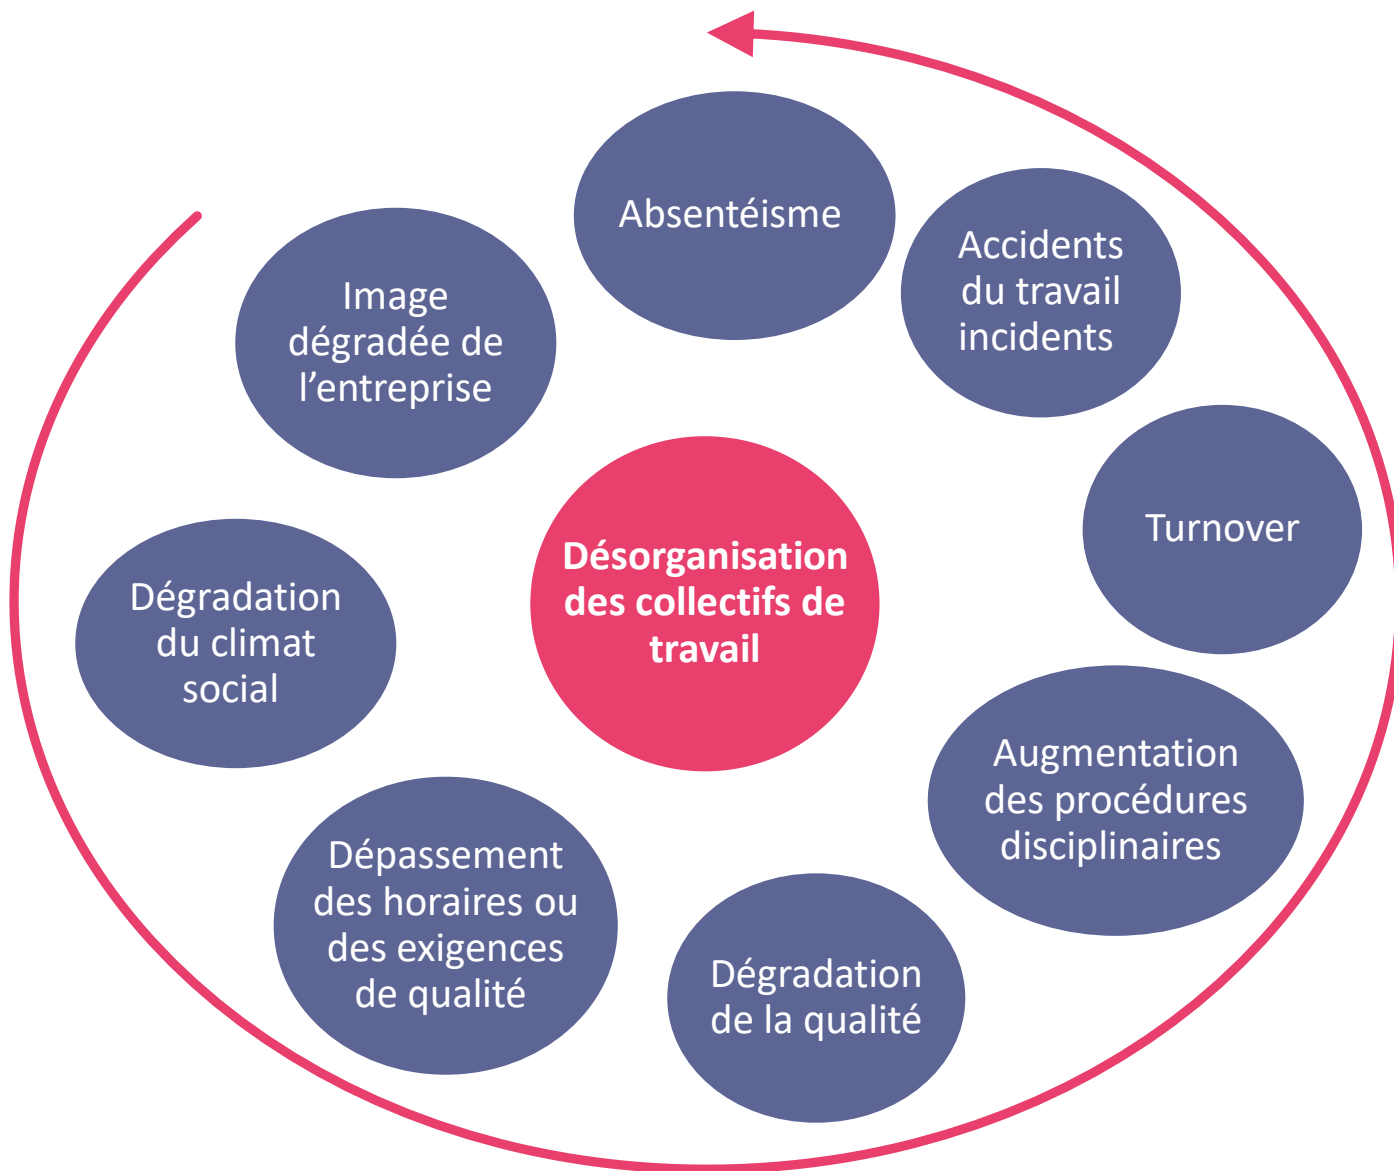 Absentéisme
Accidents
du travail
incidents
Turnover
Augmentation
des procédures
disciplinaires
Dégradation
de la qualité
Dépassement
des horaires ou
des exigences
de qualité
Dégradation
du climat
social
Image
dégradée de
l’entreprise
Désorganisation
des collectifs de
travail